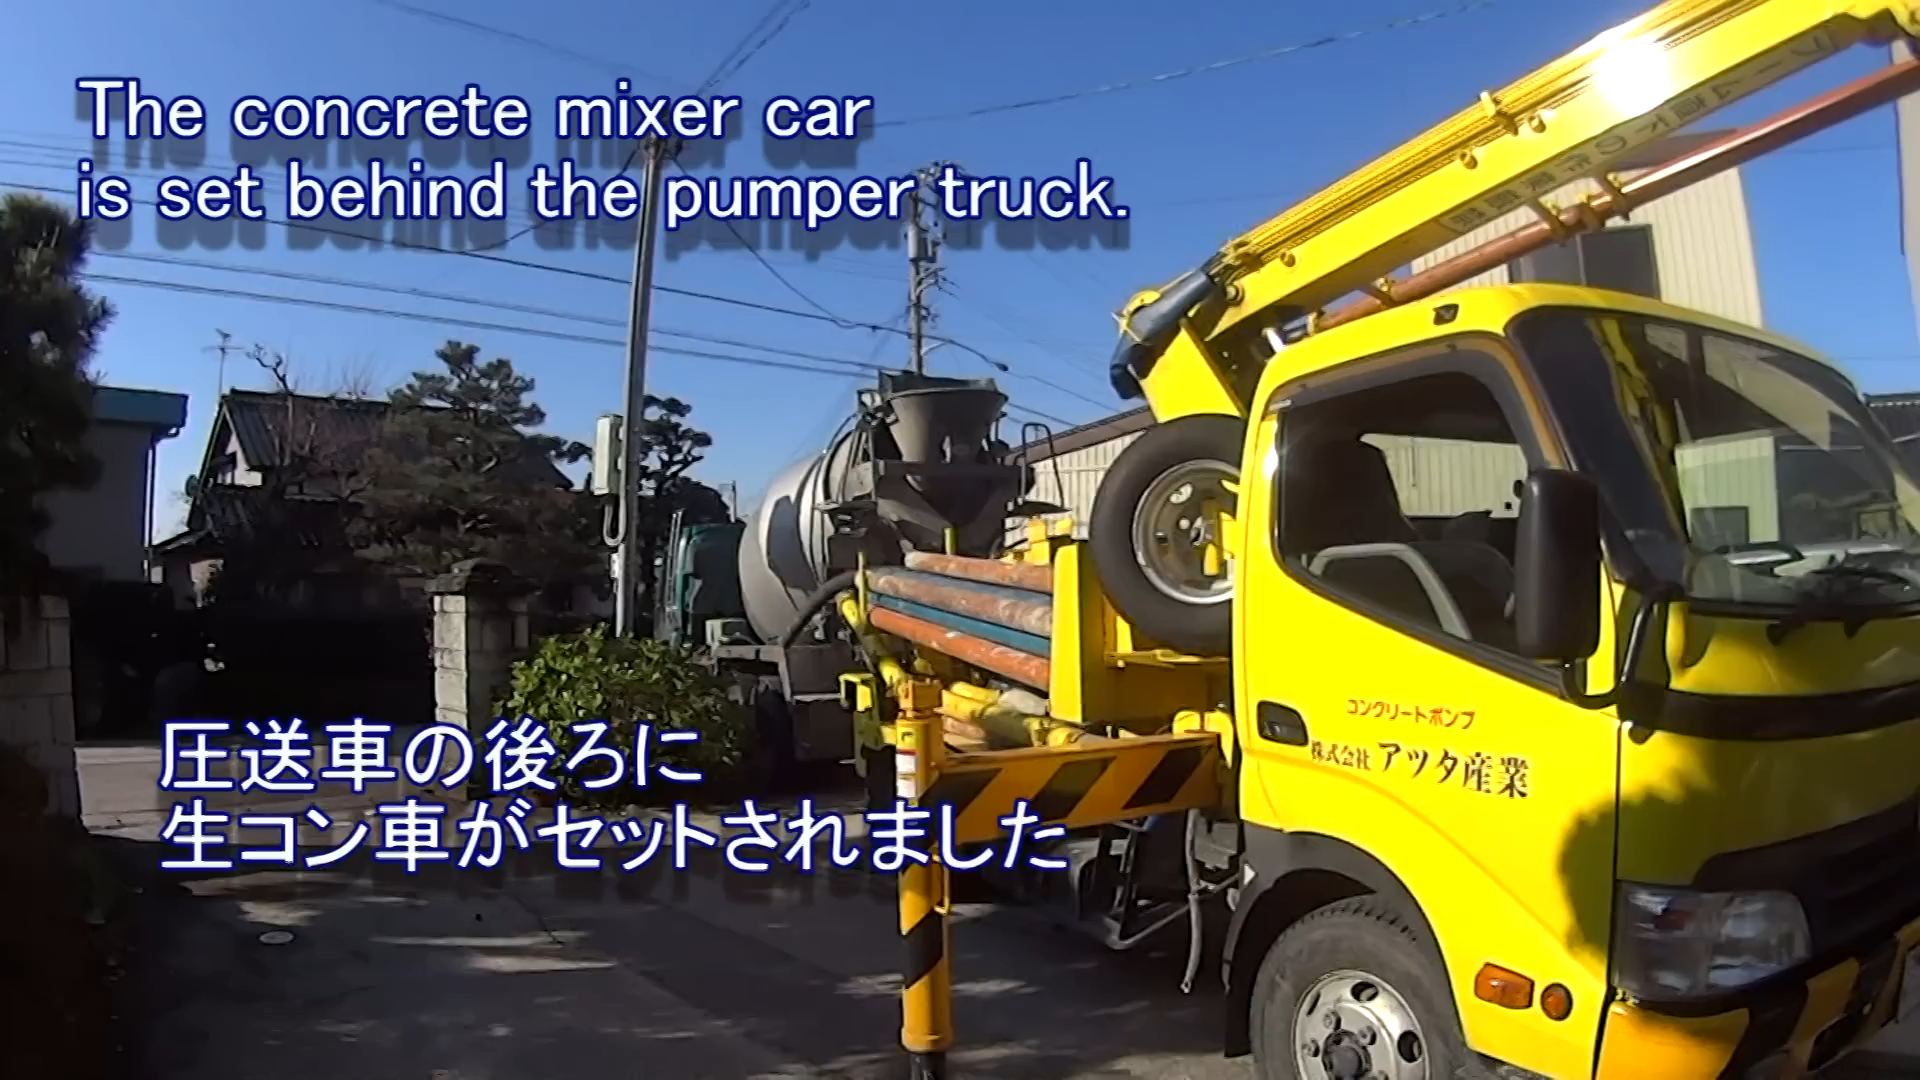 The concrete mixer car
is set behind the pumper truck.
圧送車の後ろに
生コン車がセットされました
コンクリートポンプ
株式会社 アツタ産業